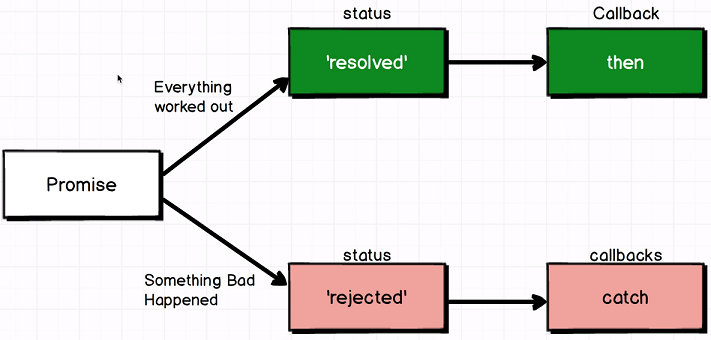 status
Callback
'resolved'
then
Everything
worked out
Promise
Something Bad
Happened
status
callbacks
'rejected'
catch